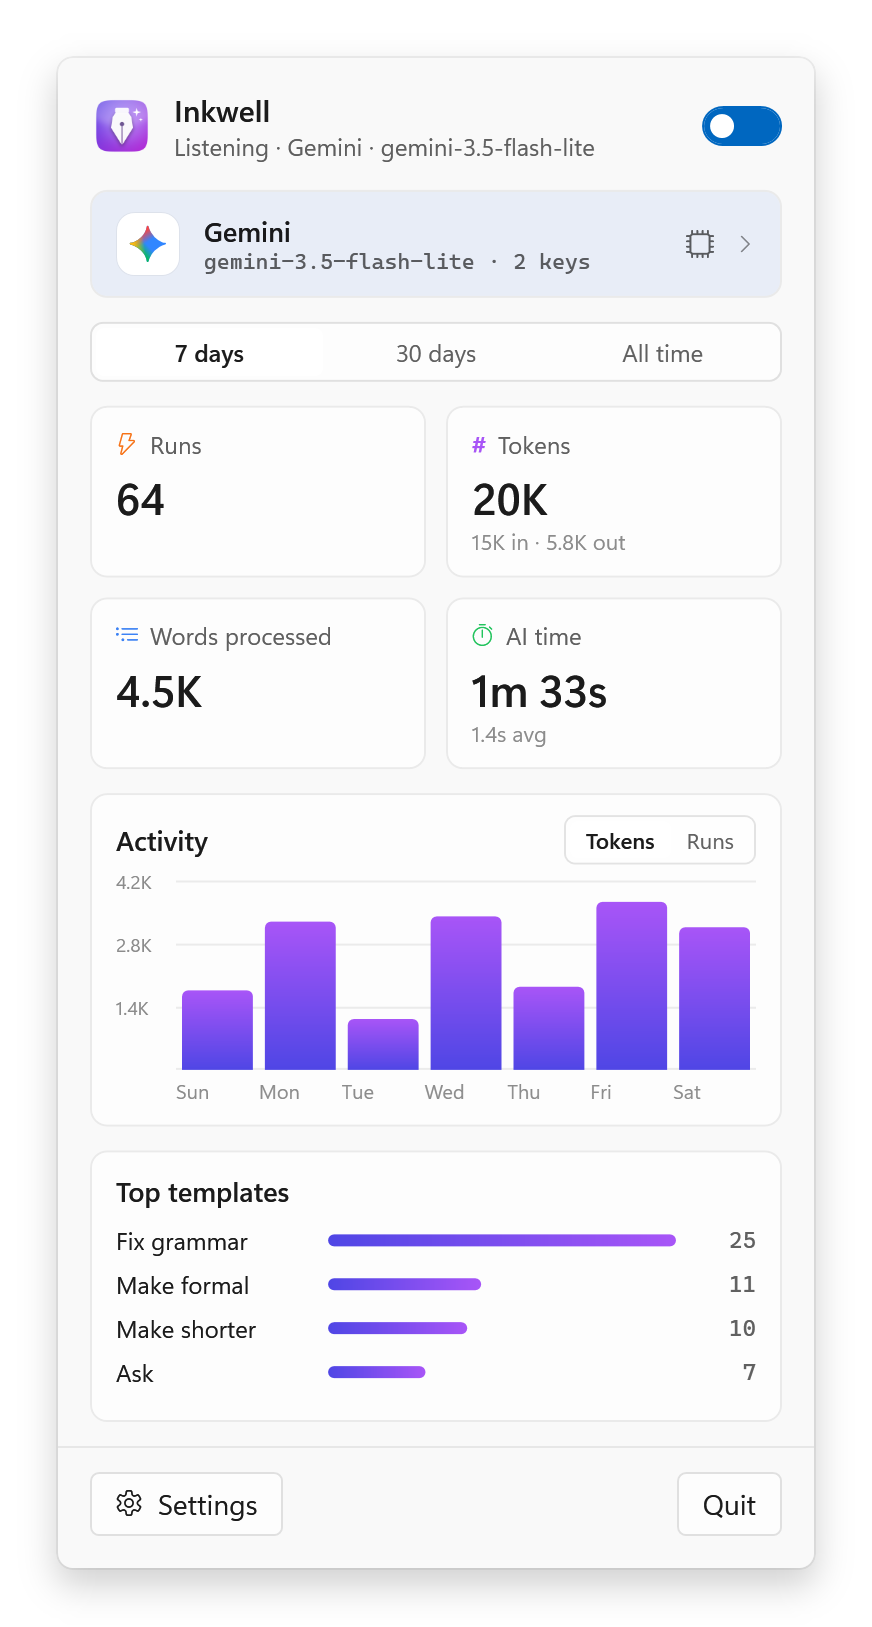 Inkwell
Listening · Gemini · gemini-3.5-flash-lite
Gemini
gemini-3.5-flash-lite · 2 keys
7 days 30 days All time
Runs
64
# Tokens
20K
15K in · 5.8K out
Words processed
4.5K
AI time
1m 33s
1.4s avg
Activity
Tokens Runs
4.2K
2.8K
1.4K
Sun Mon Tue Wed Thu Fri Sat
Top templates
Fix grammar 25
Make formal 11
Make shorter 10
Ask 7
Settings
Quit